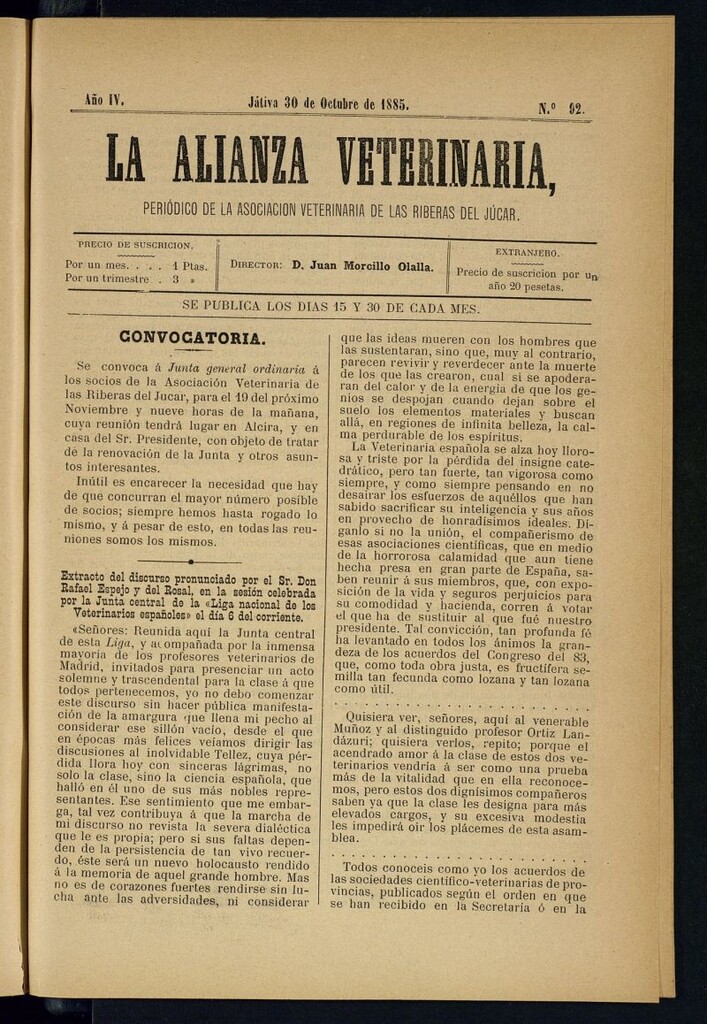 Año IV.
Játiva 30 de Octubre de 1885.
N.º 92.
LA ALIANZA VETERINARIA,
PERIÓDICO DE LA ASOCIACION VETERINARIA DE LAS RIBERAS DEL JÚCAR.
PRECIO DE SUSCRICION.
Por un mes. . . . 1 Ptas.
Por un trimestre . 3 »
DIRECTOR: D. Juan Morcillo Olalla.
EXTRANJERO.
Precio de suscricion por un
año 20 pesetas.
SE PUBLICA LOS DIAS 15 Y 30 DE CADA MES.
CONVOCATORIA.
Se convoca á Junta general ordinaria á
los socios de la Asociación Veterinaria de
las Riberas del Jucar, para el 19 del próximo
Noviembre y nueve horas de la mañana,
cuya reunión tendrá lugar en Alcira, y en
casa del Sr. Presidente, con objeto de tratar
de la renovación de la Junta y otros asun-
tos interesantes.
Inútil es encarecer la necesidad que hay
de que concurran el mayor número posible
de socios; siempre hemos hasta rogado lo
mismo, y á pesar de esto, en todas las reu-
niones somos los mismos.
Extracto del discurso pronunciado por el Sr. Don
Rafael Espejo y del Rosal, en la sesión celebrada
por la Junta central de la «Liga nacional de los
Veterinarios españoles» el día 6 del corriente.
«Señores: Reunida aquí la Junta central
de esta Liga, y acompañada por la inmensa
mayoría de los profesores veterinarios de
Madrid, invitados para presenciar un acto
solemne y trascendental para la clase á que
todos pertenecemos, yo no debo comenzar
este discurso sin hacer pública manifesta-
ción de la amargura que llena mi pecho al
considerar ese sillón vacío, desde el que
en épocas más felices veíamos dirigir las
discusiones al inolvidable Tellez, cuya pér-
dida llora hoy con sinceras lágrimas, no
solo la clase, sino la ciencia española, que
halló en él uno de sus más nobles repre-
sentantes. Ese sentimiento que me embar-
ga, tal vez contribuya á que la marcha de
mi discurso no revista la severa dialéctica
que le es propia; pero si sus faltas depen-
den de la persistencia de tan vivo recuer-
do, éste será un nuevo holocausto rendido
á la memoria de aquel grande hombre. Mas
no es de corazones fuertes rendirse sin lu-
cha ante las adversidades, ni considerar
que las ideas mueren con los hombres que
las sustentaran, sino que, muy al contrario,
parecen revivir y reverdecer ante la muerte
de los que las crearon, cual si se apodera-
ran del calor y de la energia de que los ge-
nios se despojan cuando dejan sobre el
suelo los elementos materiales y buscan
allá, en regiones de infinita belleza, la cal-
ma perdurable de los espíritus.
La Veterinaria española se alza hoy lloro-
sa y triste por la pérdida del insigne cate-
drático, pero tan fuerte, tan vigorosa como
siempre, y como siempre pensando en no
desairar los esfuerzos de aquéllos que han
sabido sacrificar su inteligencia y sus años
en provecho de honradísimos ideales. Dí-
ganlo si no la unión, el compañerismo de
esas asociaciones científicas, que en medio
de la horrorosa calamidad que aun tiene
hecha presa en gran parte de España, sa-
ben reunir á sus miembros, que, con expo-
sición de la vida y seguros perjuicios para
su comodidad y hacienda, corren á votar
el que ha de sustituir al que fué nuestro
presidente. Tal convicción, tan profunda fé
ha levantado en todos los ánimos la gran-
deza de los acuerdos del Congreso del 83,
que, como toda obra justa, es fructífera se-
milla tan fecunda como lozana y tan lozana
como útil.
Quisiera ver, señores, aquí al venerable
Muñoz y al distinguido profesor Ortiz Lan-
dázuri; quisiera verlos, repito; porque el
acendrado amor á la clase de estos dos ve-
terinarios vendría á ser como una prueba
más de la vitalidad que en ella reconoce-
mos, pero estos dos dignísimos compañeros
saben ya que la clase les designa para más
elevados cargos, y su excesiva modestia
les impedirá oir los plácemes de esta asam-
blea.
Todos conoceis como yo los acuerdos de
las sociedades científico-veterinarias de pro-
vincias, publicados según el orden en que
se han recibido en la Secretaría ó en la